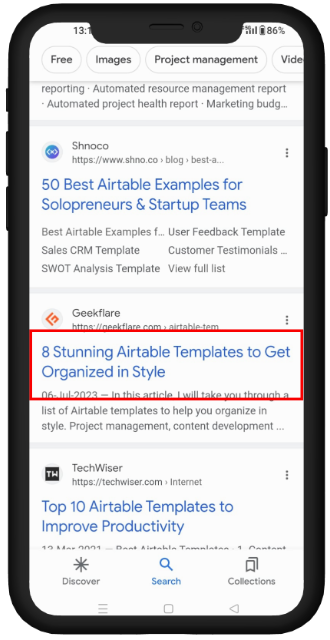 13:1
86%
Free
Images
Project management
Vide
reporting · Automated resource management report
· Automated project health report · Marketing budg...
Shnoco
https://www.shno.co › blog › best-a...
50 Best Airtable Examples for
Solopreneurs & Startup Teams
Best Airtable Examples f... User Feedback Template
Sales CRM Template Customer Testimonials ...
SWOT Analysis Template View full list
Geekflare
https://geekflare.com › airtable-tem
8 Stunning Airtable Templates to Get
Organized in Style
06-Jul-2023 — In this article, I will take you through a
list of Airtable templates to help you organize in
style. Project management, content development ...
TW
TechWiser
https://techwiser.com › Internet
Top 10 Airtable Templates to
Improve Productivity
13 Mar 2021 — Best Airtable Templates · 1. Content
Discover
Search
Collections